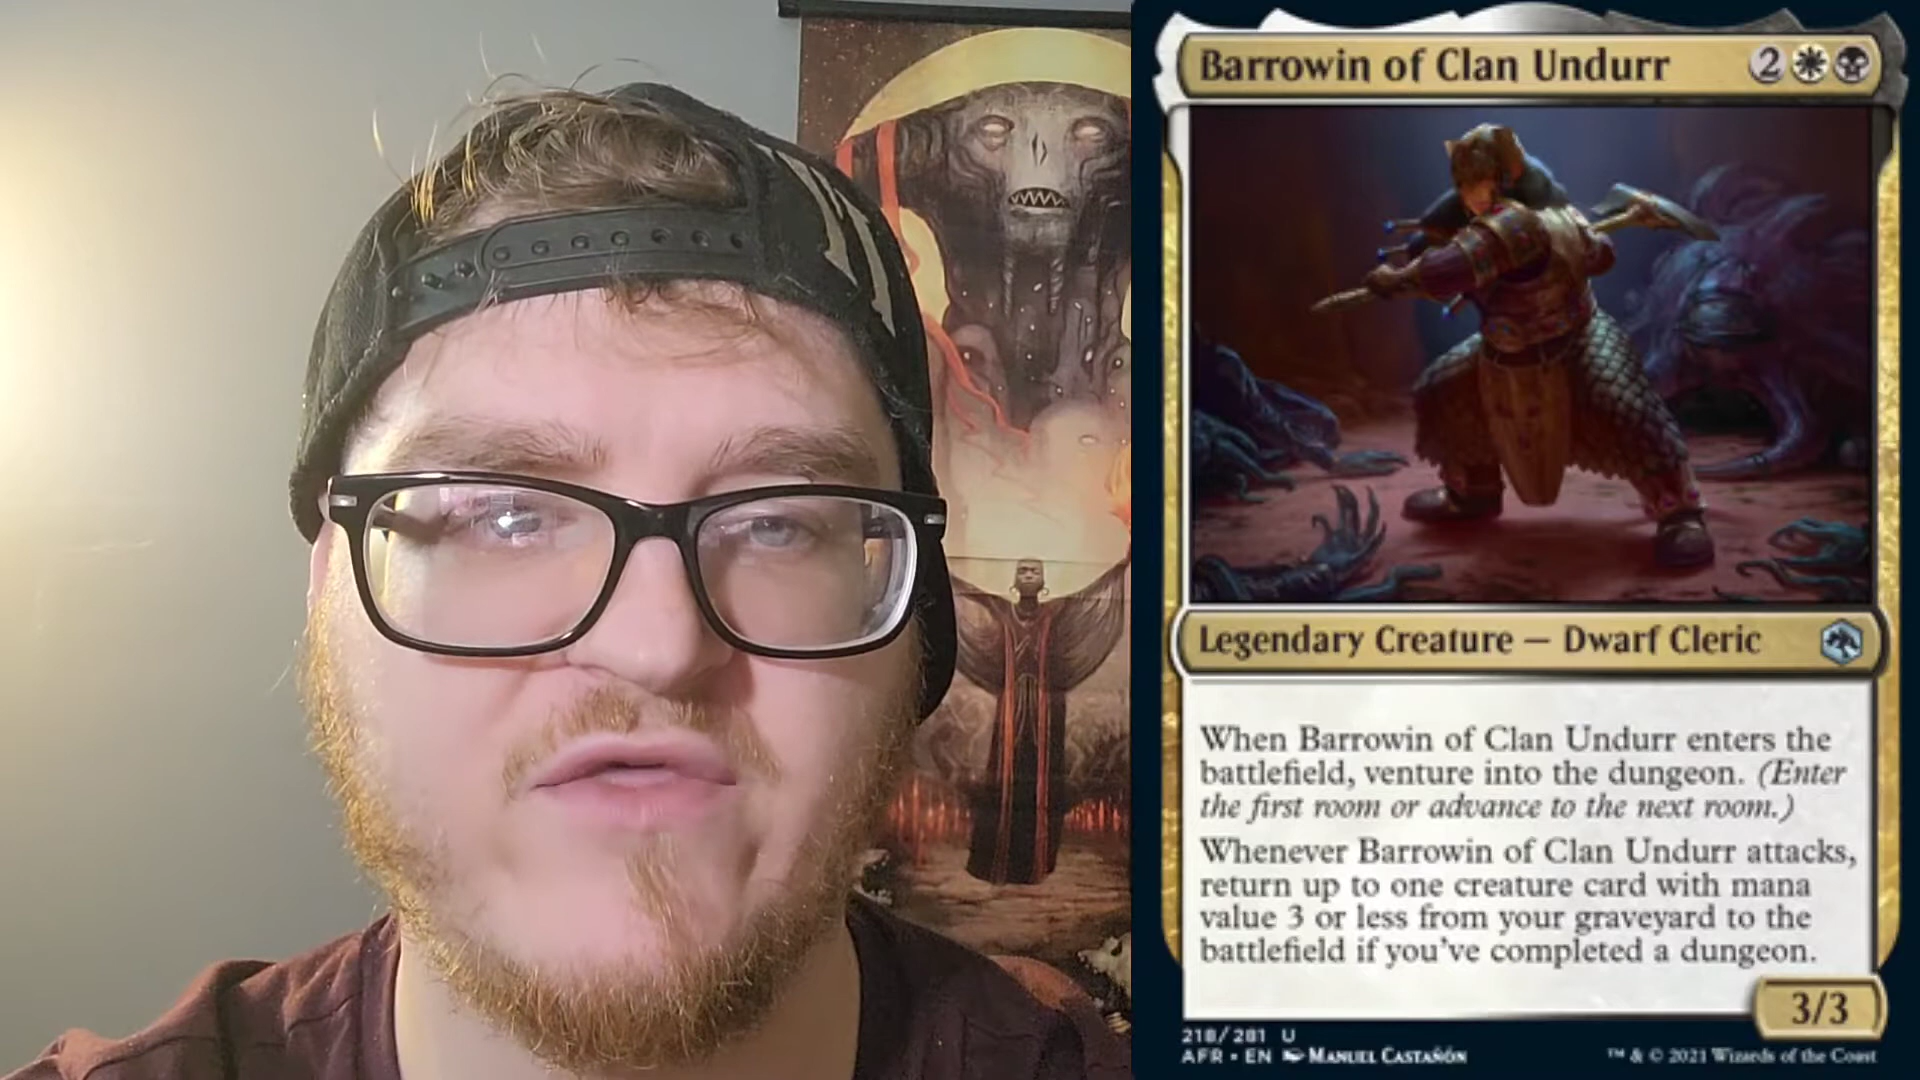 Barrowin of Clan Undurr 2
Legendary Creature — Dwarf Cleric
When Barrowin of Clan Undurr enters the
battlefield, venture into the dungeon. (Enter
the first room or advance to the next room.)
Whenever Barrowin of Clan Undurr attacks,
return up to one creature card with mana
value 3 or less from your graveyard to the
battlefield if you've completed a dungeon.
3/3
218/281 U
AFR • EN MANUEL CASTAÑÓN
™ & © 2021 Wizards of the Coast